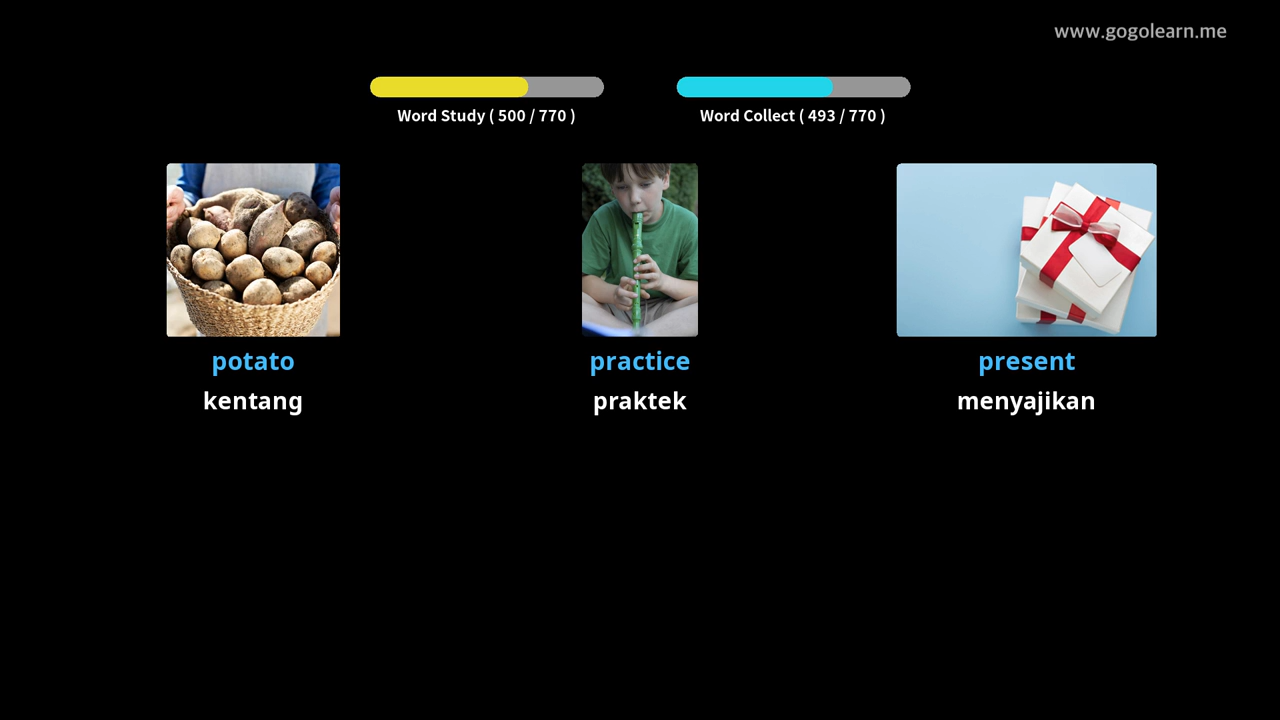 www.gogolearn.me
Word Study ( 500 / 770 )
Word Collect ( 493 / 770 )
potato
kentang
practice
praktek
present
menyajikan